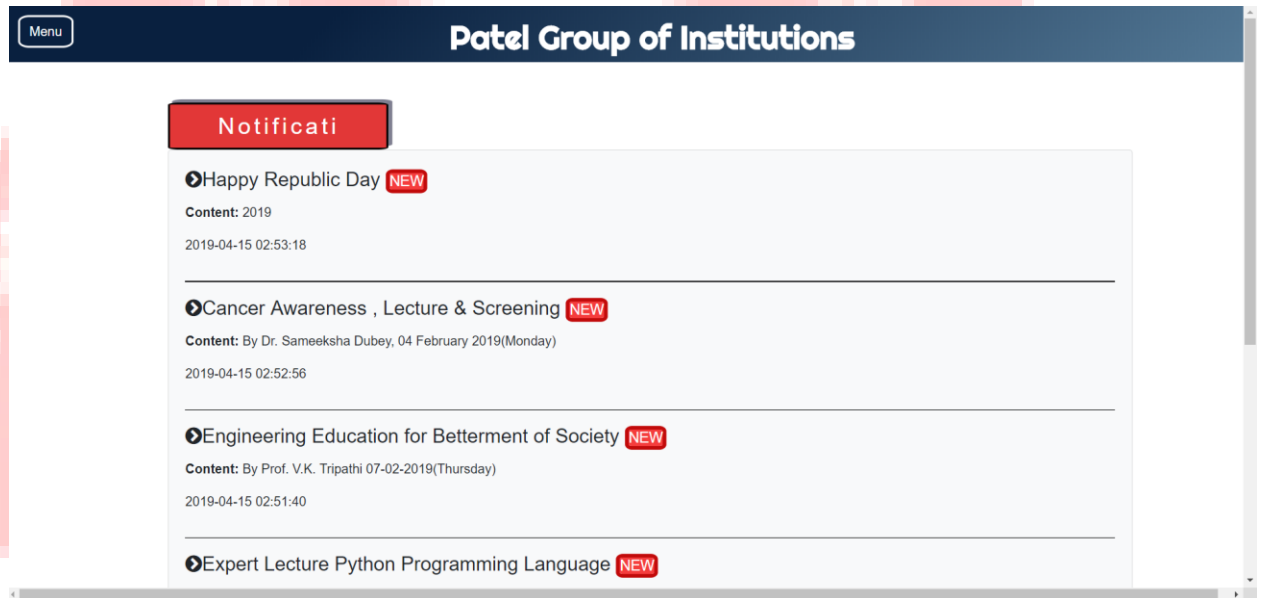 Menu
Patel Group of Institutions
Notificati
Happy Republic Day NEW
Content: 2019
2019-04-15 02:53:18
Cancer Awareness , Lecture & Screening NEW
Content: By Dr. Sameeksha Dubey, 04 February 2019(Monday)
2019-04-15 02:52:56
Engineering Education for Betterment of Society NEW
Content: By Prof. V.K. Tripathi 07-02-2019(Thursday)
2019-04-15 02:51:40
Expert Lecture Python Programming Language NEW